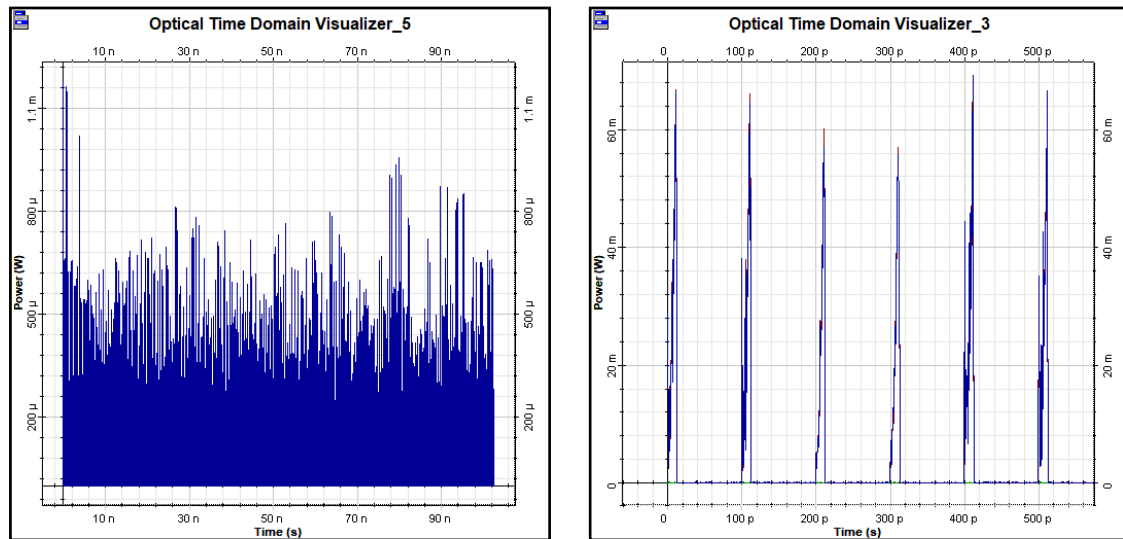 Optical Time Domain Visualizer_5
10 n 30 n 50 n 70 n 90 n
Power (W)
200 µ 500 µ 800 µ 1.1 m
200 µ 500 µ 800 µ 1.1 m
10 n 30 n 50 n 70 n 90 n
Time (s)
Optical Time Domain Visualizer_3
0 100 p 200 p 300 p 400 p 500 p
Power (W)
0 20 m 40 m 60 m
0 20 m 40 m 60 m
0 100 p 200 p 300 p 400 p 500 p
Time (s)